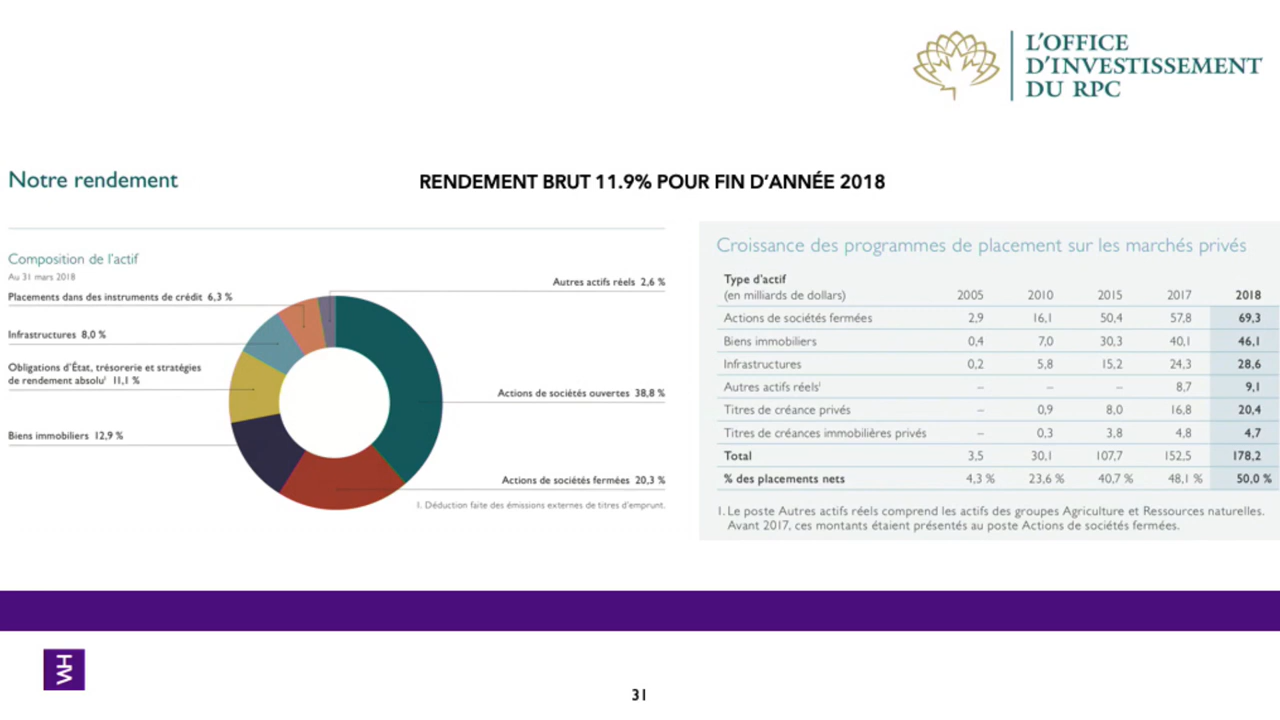 L'OFFICE
D'INVESTISSEMENT
DU RPC
Notre rendement
RENDEMENT BRUT 11.9% POUR FIN D'ANNÉE 2018
Composition de l'actif
Au 31 mars 2018
Autres actifs réels 2,6 %
Placements dans des instruments de crédit 6,3 %
Infrastructures 8,0 %
Obligations d'État, trésorerie et stratégies
de rendement absolu¹ 11,1 %
Actions de sociétés ouvertes 38,8 %
Biens immobiliers 12,9 %
Actions de sociétés fermées 20,3 %
1. Déduction faite des émissions externes de titres d'emprunt.
Croissance des programmes de placement sur les marchés privés
Type d'actif
(en milliards de dollars) 2005 2010 2015 2017 2018
Actions de sociétés fermées 2,9 16,1 50,4 57,8 69,3
Biens immobiliers 0,4 7,0 30,3 40,1 46,1
Infrastructures 0,2 5,8 15,2 24,3 28,6
Autres actifs réels¹ – – – 8,7 9,1
Titres de créance privés – 0,9 8,0 16,8 20,4
Titres de créances immobilières privés – 0,3 3,8 4,8 4,7
Total 3,5 30,1 107,7 152,5 178,2
% des placements nets 4,3 % 23,6 % 40,7 % 48,1 % 50,0 %
1. Le poste Autres actifs réels comprend les actifs des groupes Agriculture et Ressources naturelles.
Avant 2017, ces montants étaient présentés au poste Actions de sociétés fermées.
WH
31